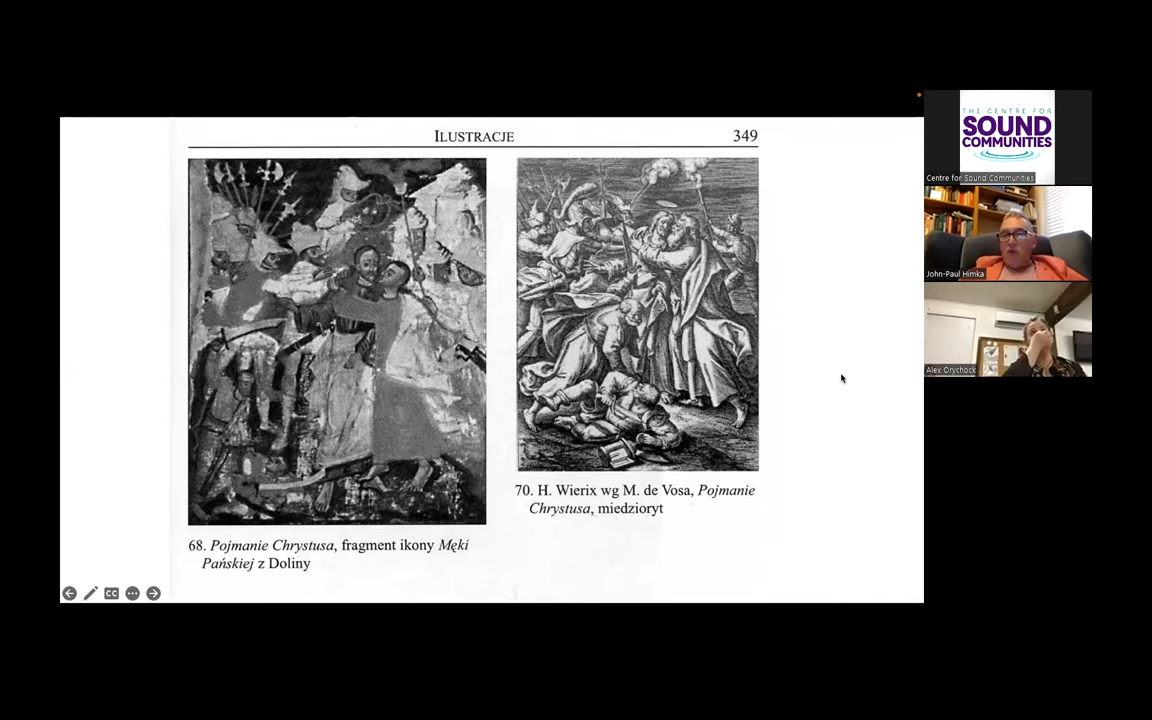 ILUSTRACJE 349
68. Pojmanie Chrystusa, fragment ikony Męki
Pańskiej z Doliny
70. H. Wierix wg M. de Vosa, Pojmanie
Chrystusa, miedzioryt
CC
THE CENTRE FOR
SOUND
COMMUNITIES
Centre for Sound Communities
John-Paul Himka
Alex Orychock